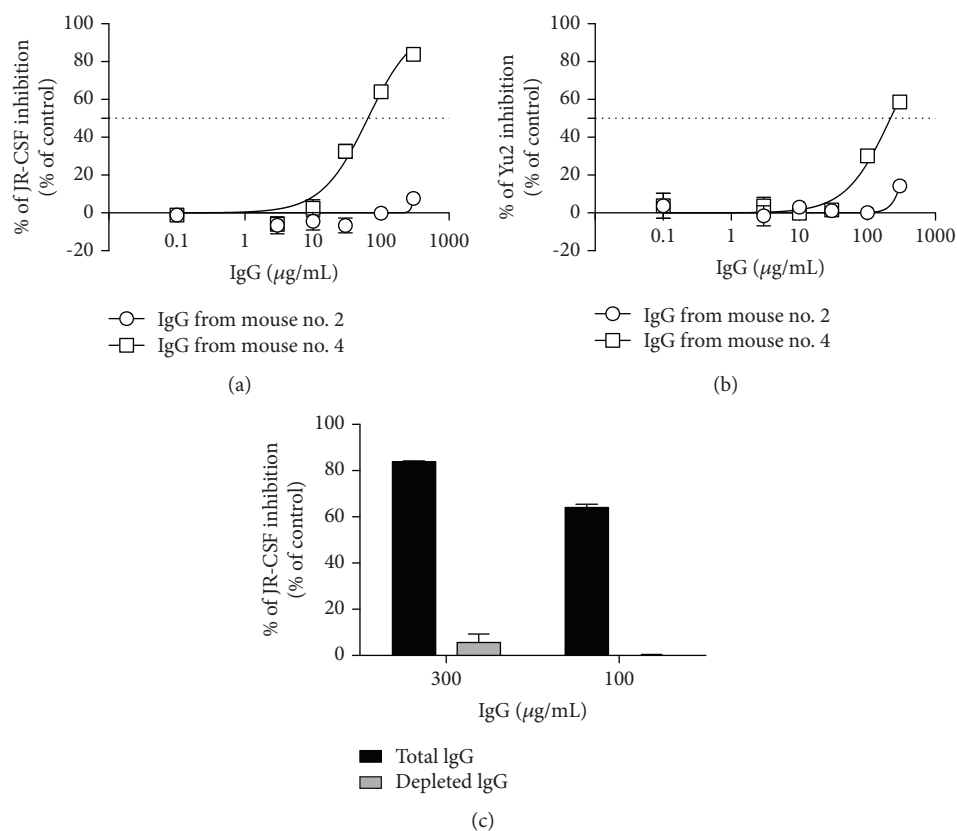 100
80
60
40
20
0
-20
% of JR-CSF inhibition
(% of control)
0.1 1 10 100 1000
IgG (μg/mL)
IgG from mouse no. 2
IgG from mouse no. 4
(a)
100
80
60
40
20
0
-20
% of Yu2 inhibition
(% of control)
0.1 1 10 100 1000
IgG (μg/mL)
IgG from mouse no. 2
IgG from mouse no. 4
(b)
100
80
60
40
20
0
% of JR-CSF inhibition
(% of control)
300 100
IgG (μg/mL)
Total lgG
Depleted lgG
(c)